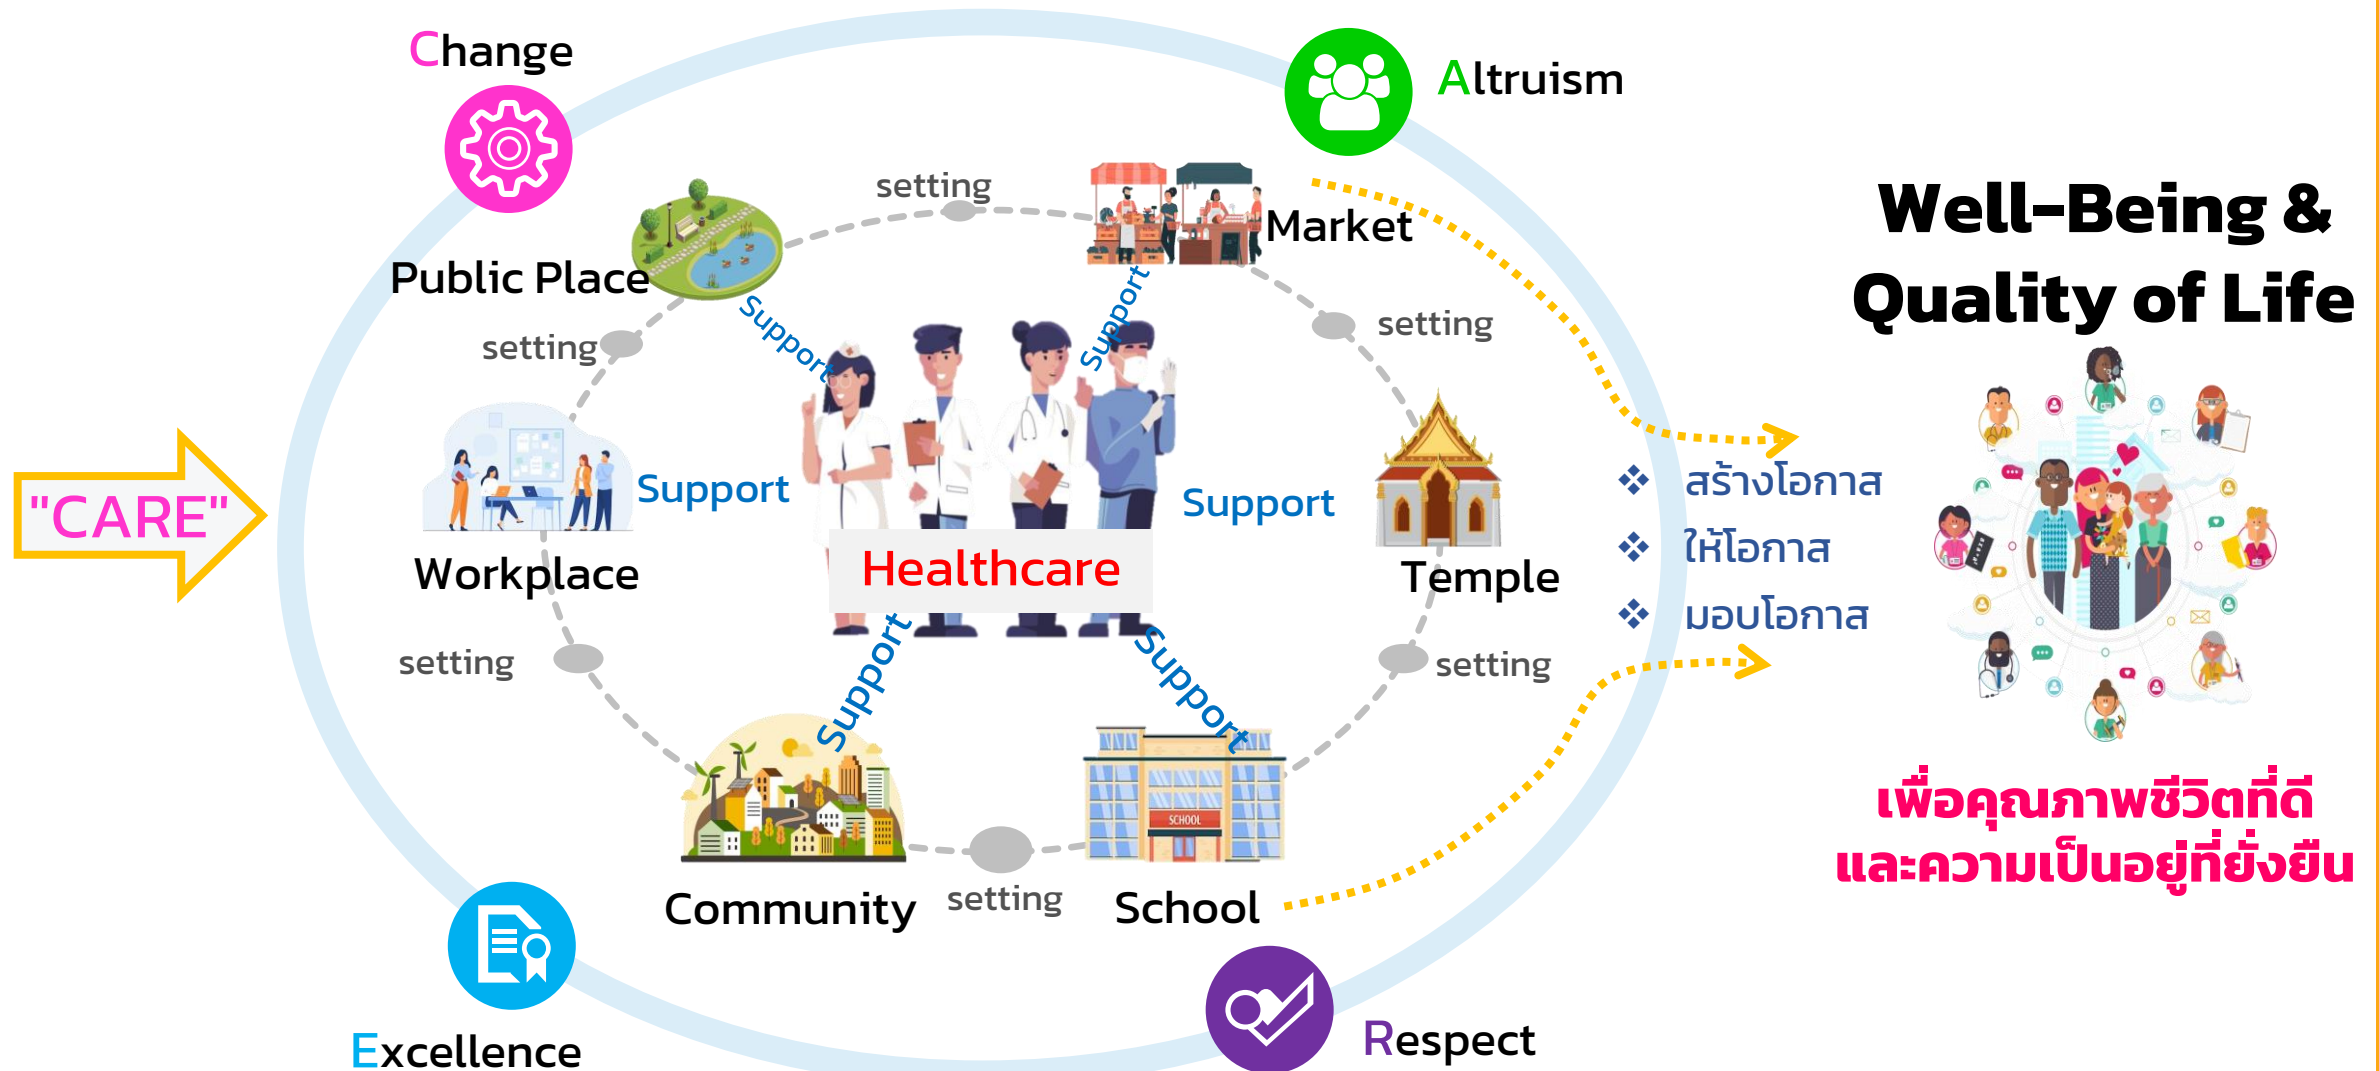 Change
Altruism
setting
Market
Public Place
Support
Support
setting
setting
"CARE"
Support
Support
Healthcare
Workplace
Temple
setting
setting
Support
Support
SCHOOL
Community
setting
School
Excellence
Respect
Well-Being &
Quality of Life
❖ สร้างโอกาส
❖ ให้โอกาส
❖ มอบโอกาส
เพื่อคุณภาพชีวิตที่ดี
และความเป็นอยู่ที่ยั่งยืน